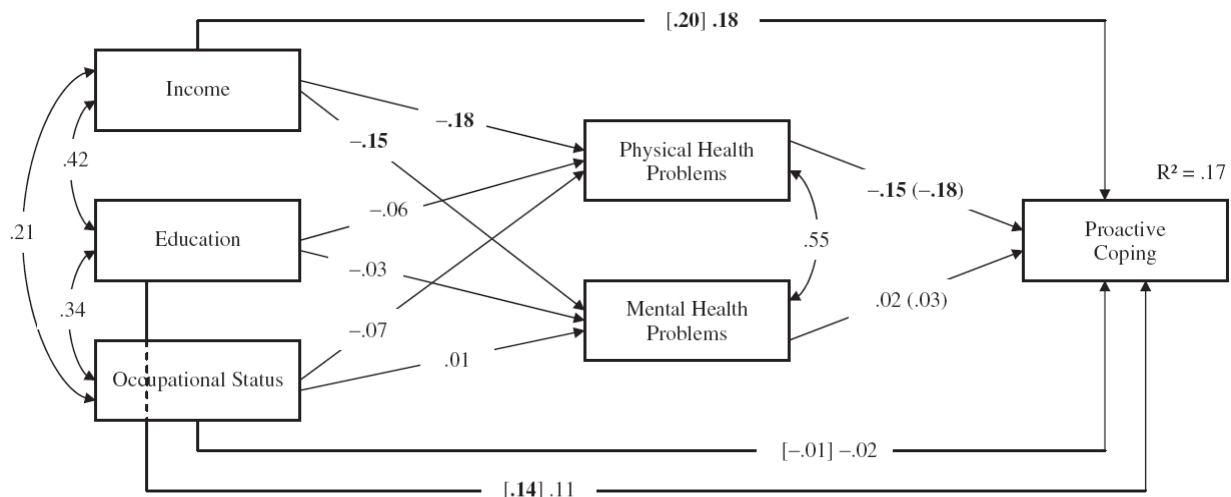 [.20] .18
Income
–.18
–.15
Physical Health
Problems
.42
–.15 (–.18)
R² = .17
–.06
.21
Education
.55
Proactive
Coping
–.03
.34
Mental Health
Problems
.02 (.03)
–.07
.01
Occupational Status
[–.01] –.02
[.14] .11